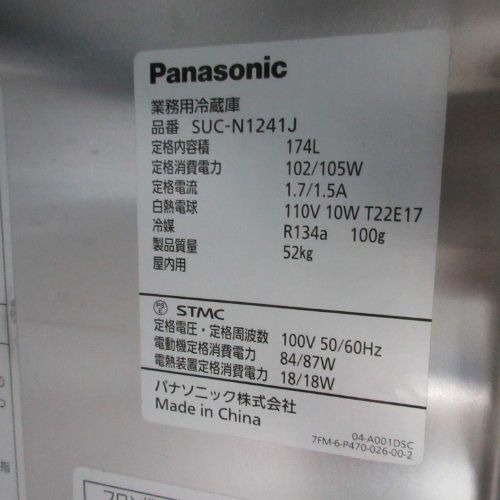 Panasonic
業務用冷蔵庫
品番 SUC-N1241J
定格内容積 174L
定格消費電力 102/105W
定格電流 1.7/1.5A
白熱電球 110V 10W T22E17
冷媒 R134a 100g
製品質量 52kg
屋内用
PS E STMC
定格電圧・定格周波数 100V 50/60Hz
電動機定格消費電力 84/87W
電熱装置定格消費電力 18/18W
パナソニック株式会社
Made in China
04-A001DSC
7FM-6-P470-026-00-2
フロン